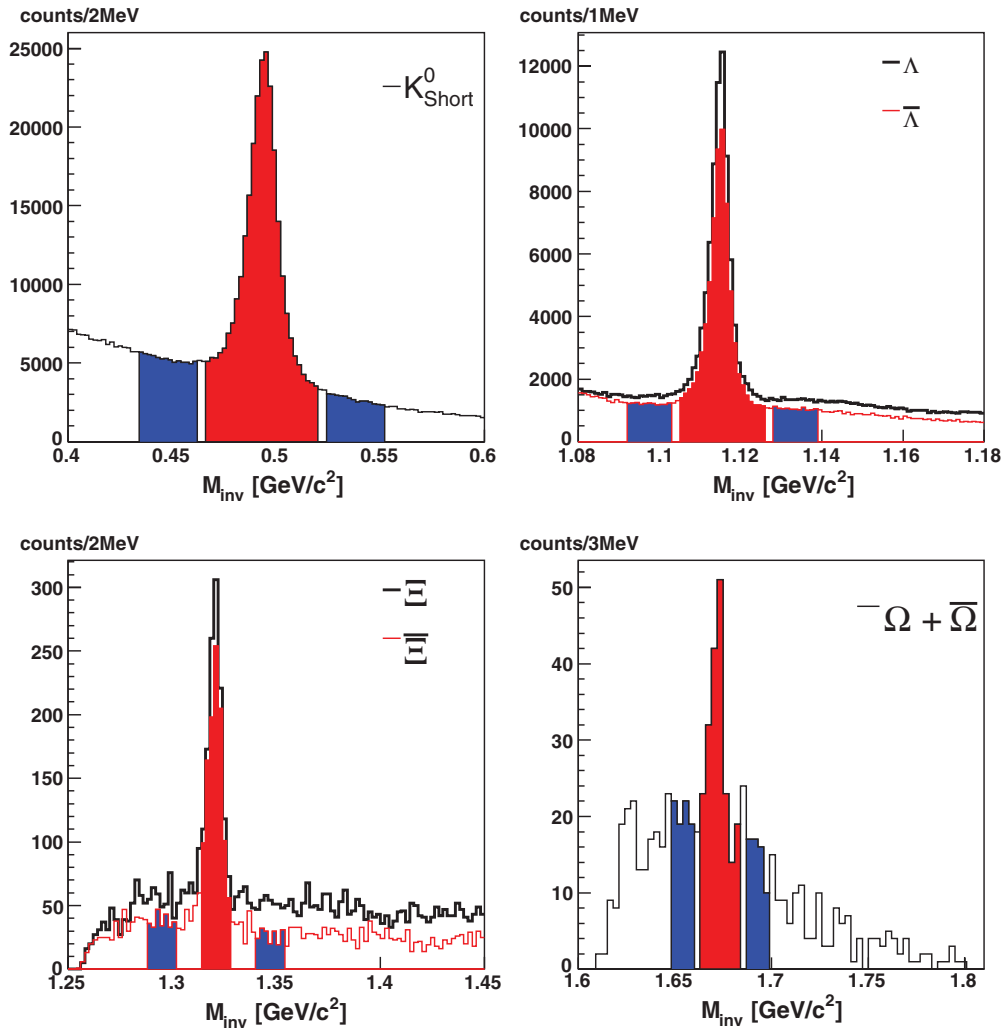 counts/2MeV
25000
20000
15000
10000
5000
0
K⁰Short
0.4 0.45 0.5 0.55 0.6
M_inv [GeV/c²]
counts/1MeV
12000
10000
8000
6000
4000
2000
0
Λ
Λ̅
1.08 1.1 1.12 1.14 1.16 1.18
M_inv [GeV/c²]
counts/2MeV
300
250
200
150
100
50
0
Ξ
Ξ̅
1.25 1.3 1.35 1.4 1.45
M_inv [GeV/c²]
counts/3MeV
50
40
30
20
10
0
Ω + Ω̅
1.6 1.65 1.7 1.75 1.8
M_inv [GeV/c²]